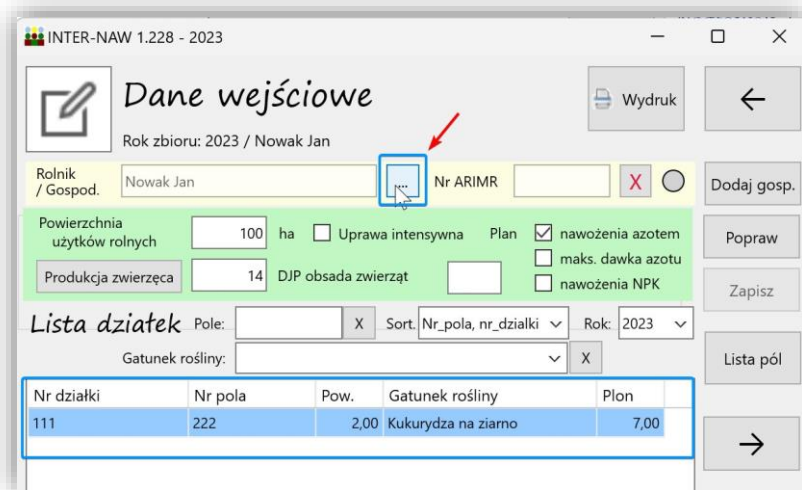 INTER-NAW 1.228 - 2023
Dane wejściowe
Wydruk
Rok zbioru: 2023 / Nowak Jan
Rolnik / Gospod. Nowak Jan ... Nr ARIMR X Dodaj gosp.
Powierzchnia użytków rolnych 100 ha Uprawa intensywna Plan nawożenia azotem Popraw
maks. dawka azotu
Produkcja zwierzęca 14 DJP obsada zwierząt nawożenia NPK Zapisz
Lista działek Pole: X Sort. Nr_pola, nr_dzialki Rok: 2023
Gatunek rośliny: X Lista pól
Nr działki Nr pola Pow. Gatunek rośliny Plon
111 222 2,00 Kukurydza na ziarno 7,00